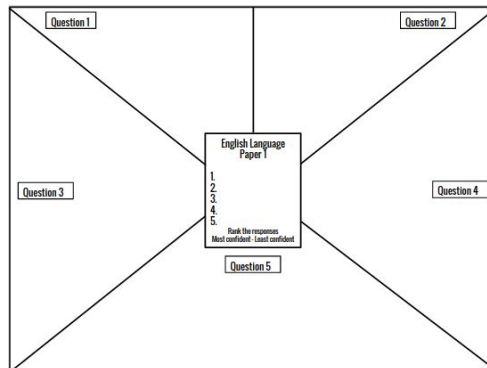 Question 1
Question 2
English Language
Paper 1
1.
2.
3.
4.
5.
Rank the responses
Most confident - Least confident
Question 3
Question 4
Question 5